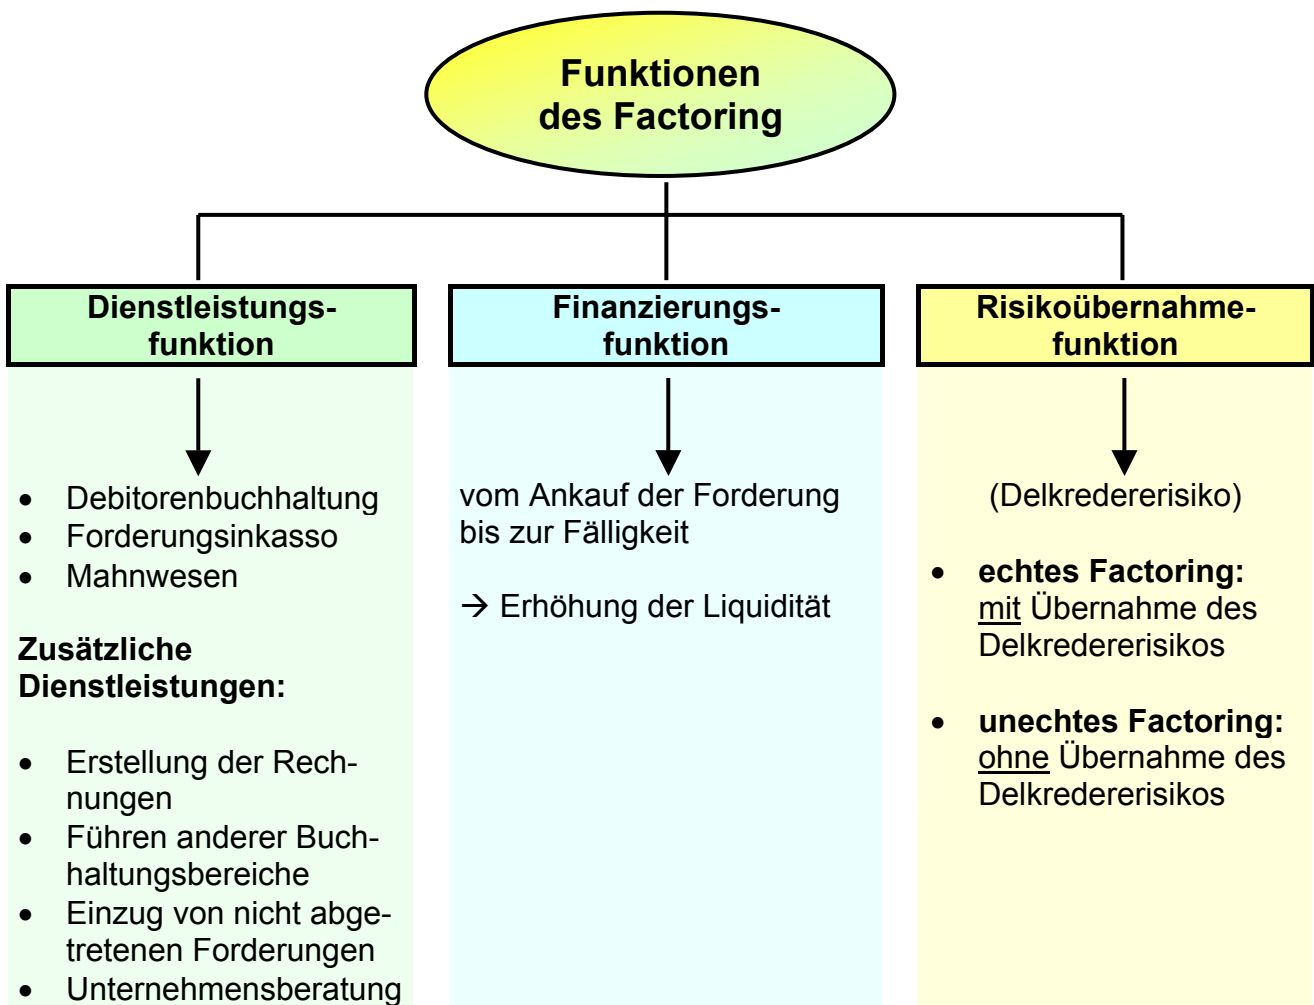 Funktionen
des Factoring
Dienstleistungs-
funktion
• Debitorenbuchhaltung
• Forderungsinkasso
• Mahnwesen
Zusätzliche
Dienstleistungen:
• Erstellung der Rech-
nungen
• Führen anderer Buch-
haltungsbereiche
• Einzug von nicht abge-
tretenen Forderungen
• Unternehmensberatung
Finanzierungs-
funktion
vom Ankauf der Forderung
bis zur Fälligkeit
→ Erhöhung der Liquidität
Risikoübernahme-
funktion
(Delkredererisiko)
• echtes Factoring:
mit Übernahme des
Delkredererisikos
• unechtes Factoring:
ohne Übernahme des
Delkredererisikos